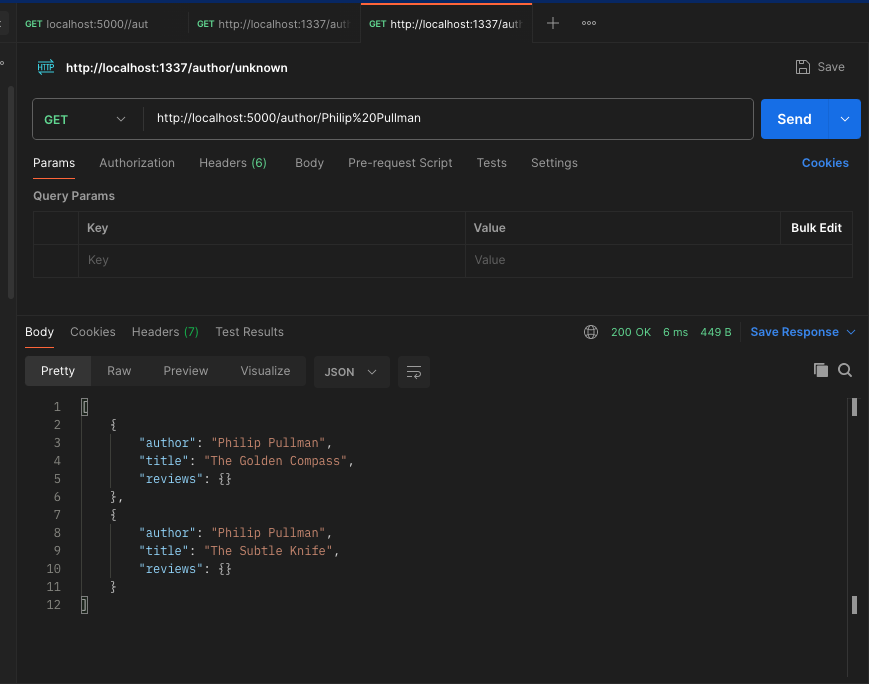 GET localhost:5000//aut
GET http://localhost:1337/aut
GET http://localhost:1337/aut
HTTP http://localhost:1337/author/unknown
Save
GET http://localhost:5000/author/Philip%20Pullman
Send
Params Authorization Headers (6) Body Pre-request Script Tests Settings Cookies
Query Params
Key Value Bulk Edit
Key Value
Body Cookies Headers (7) Test Results 200 OK 6 ms 449 B Save Response
Pretty Raw Preview Visualize JSON
1 [
2 {
3 "author": "Philip Pullman",
4 "title": "The Golden Compass",
5 "reviews": {}
6 },
7 {
8 "author": "Philip Pullman",
9 "title": "The Subtle Knife",
10 "reviews": {}
11 }
12 ]